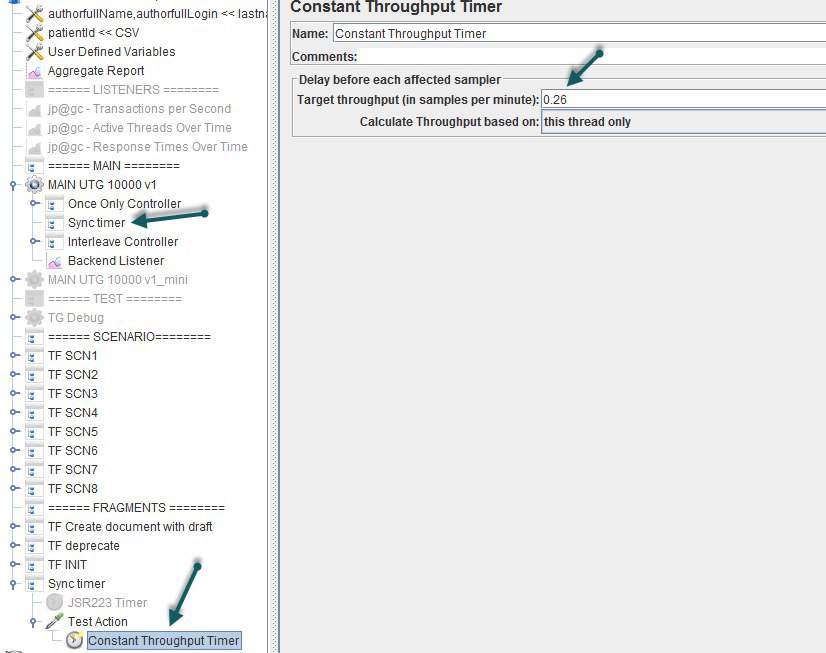 authorfullName,authorfullLogin << lastna
patientId << CSV
User Defined Variables
Aggregate Report
====== LISTENERS ========
jp@gc - Transactions per Second
jp@gc - Active Threads Over Time
jp@gc - Response Times Over Time
====== MAIN ========
MAIN UTG 10000 v1
Once Only Controller
Sync timer
Interleave Controller
Backend Listener
MAIN UTG 10000 v1_mini
====== TEST ========
TG Debug
====== SCENARIO========
TF SCN1
TF SCN2
TF SCN3
TF SCN4
TF SCN5
TF SCN6
TF SCN7
TF SCN8
====== FRAGMENTS ========
TF Create document with draft
TF deprecate
TF INIT
Sync timer
JSR223 Timer
Test Action
Constant Throughput Timer
Constant Throughput Timer
Name: Constant Throughput Timer
Comments:
Delay before each affected sampler
Target throughput (in samples per minute): 0.26
Calculate Throughput based on: this thread only